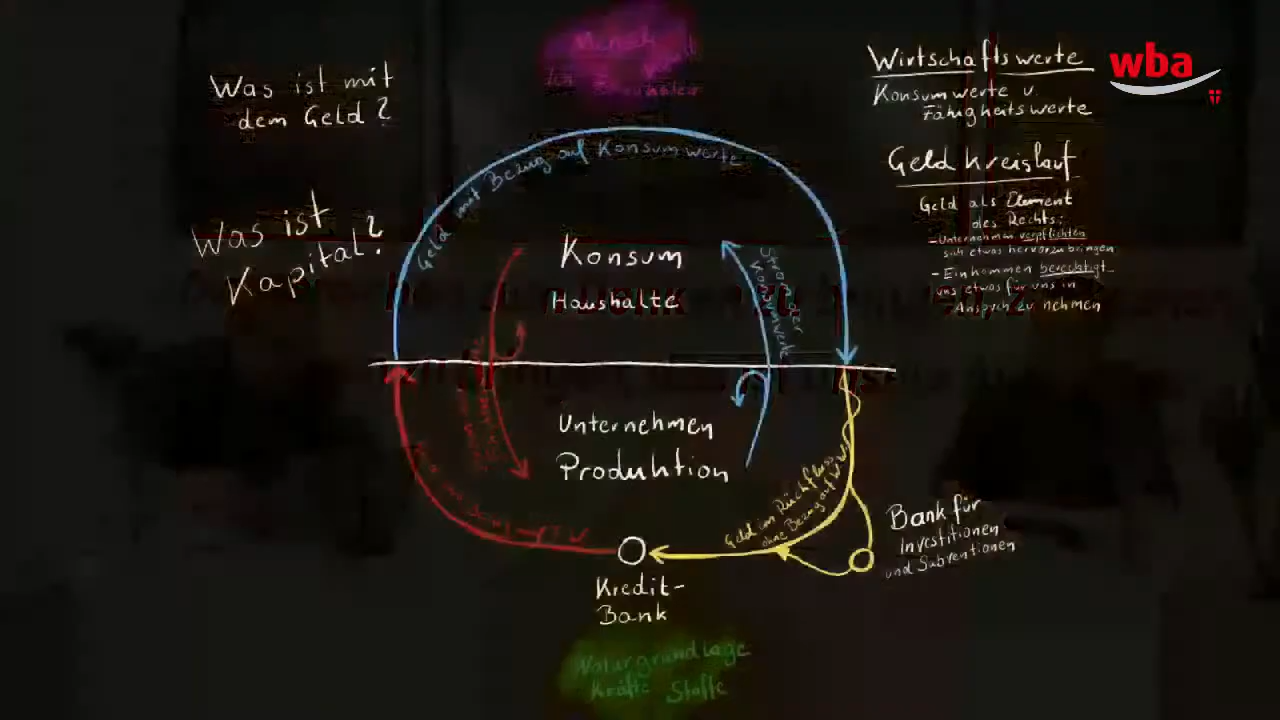 Was ist mit
dem Geld?
Was ist
Kapital?
Mensch
Geld mit Bezug auf Konsumwerte
Konsum
Haushalte
Strom der
Konsumwerte
Unternehmen
Produktion
Geld im Rückfluss
ohne Bezug auf W.W.
Kredit-
Bank
Bank für
Investitionen
und Subventionen
Naturgrundlage
Kräfte Stoffe
Wirtschaftswerte
Konsumwerte u.
Fähigkeitswerte
Geldkreislauf
Geld als Element
des Rechts:
- Unternehmen verpflichten
sich etwas hervorzubringen
- Einkommen berechtigt
uns etwas für uns in
Anspruch zu nehmen
wba